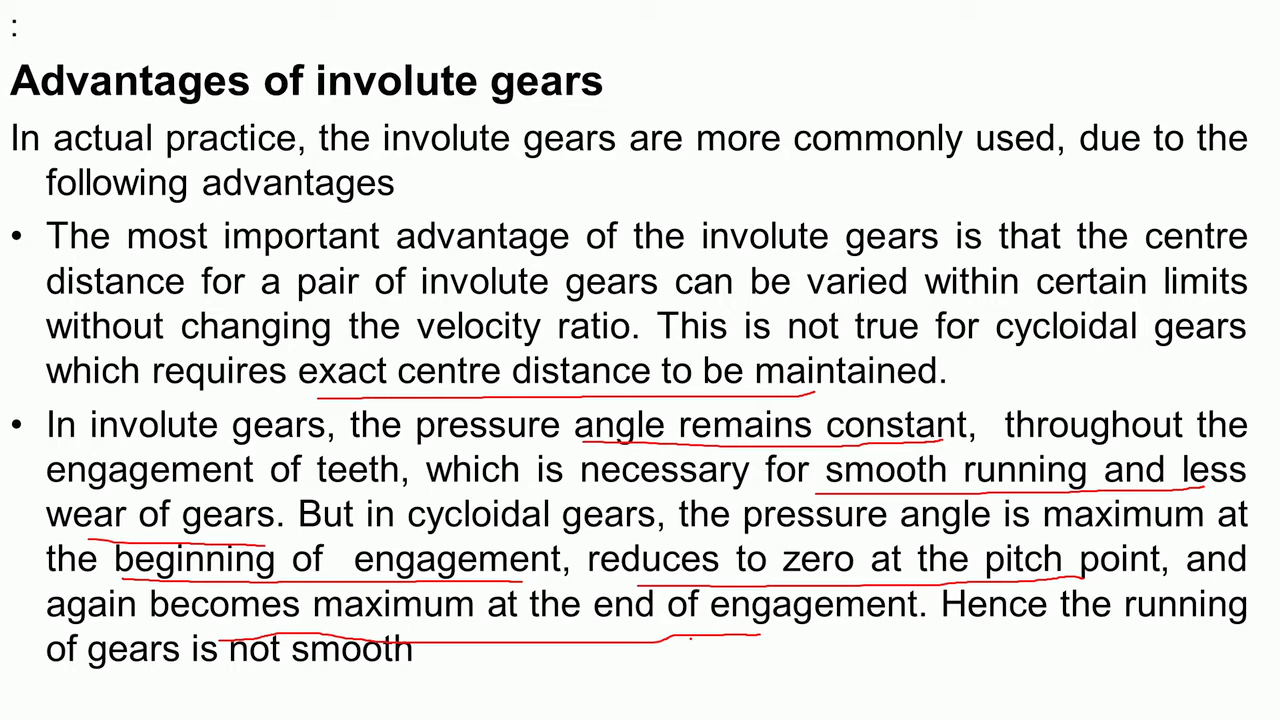 :
Advantages of involute gears
In actual practice, the involute gears are more commonly used, due to the
following advantages
• The most important advantage of the involute gears is that the centre
distance for a pair of involute gears can be varied within certain limits
without changing the velocity ratio. This is not true for cycloidal gears
which requires exact centre distance to be maintained.
• In involute gears, the pressure angle remains constant, throughout the
engagement of teeth, which is necessary for smooth running and less
wear of gears. But in cycloidal gears, the pressure angle is maximum at
the beginning of engagement, reduces to zero at the pitch point, and
again becomes maximum at the end of engagement. Hence the running
of gears is not smooth